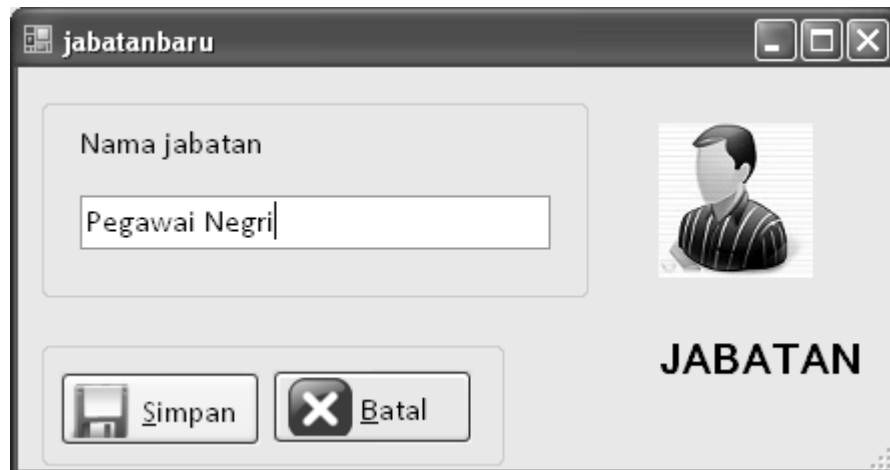 jabatanbaru
Nama jabatan
Pegawai Negri
JABATAN
Simpan
Batal